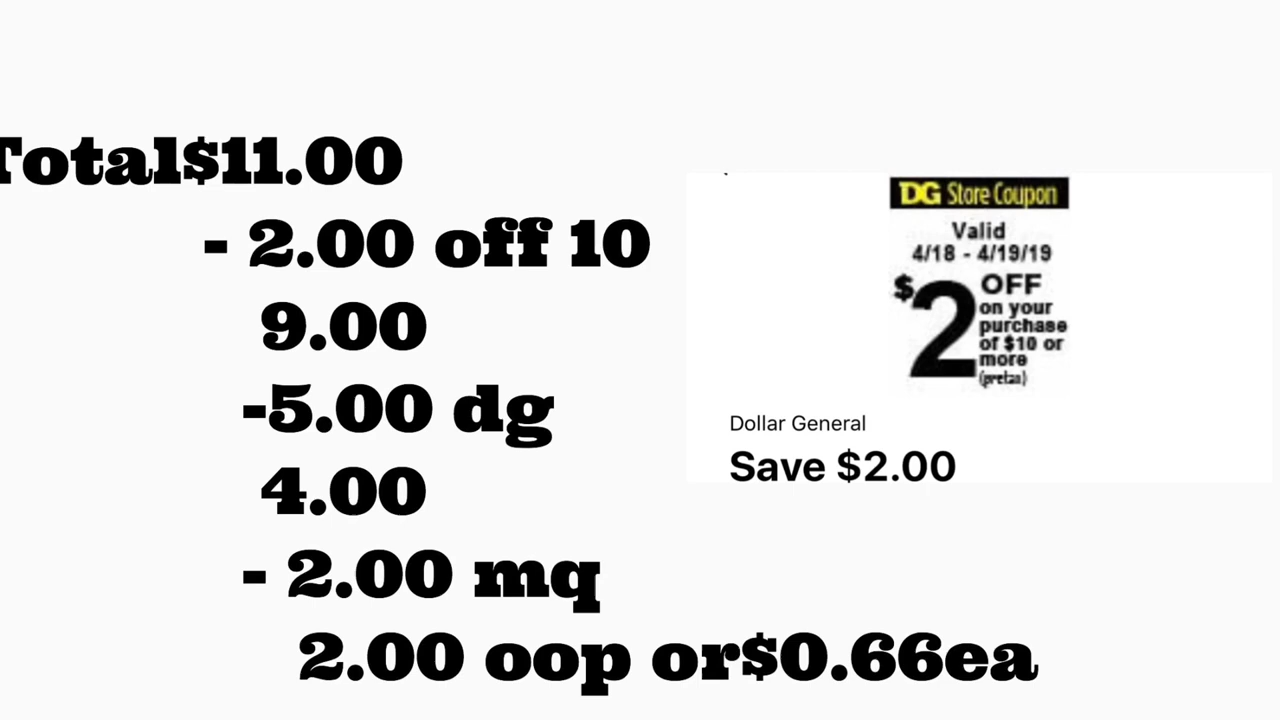 Total$11.00
- 2.00 off 10
9.00
-5.00 dg
4.00
- 2.00 mq
2.00 oop or$0.66ea
DG Store Coupon
Valid
4/18 - 4/19/19
$2 OFF
on your
purchase
of $10 or
more
(pretax)
Dollar General
Save $2.00